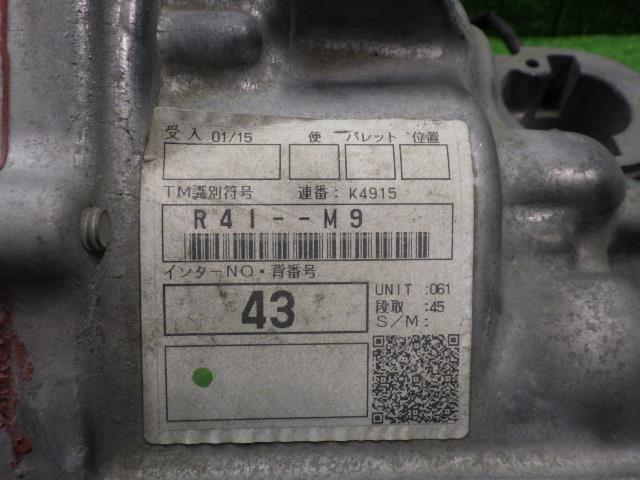 受入 01/15 使 パレット 位置
TM識別符号 連番: K4915
R4I--M9
インターNO・背番号
43
UNIT :061
段取 :45
S/M: